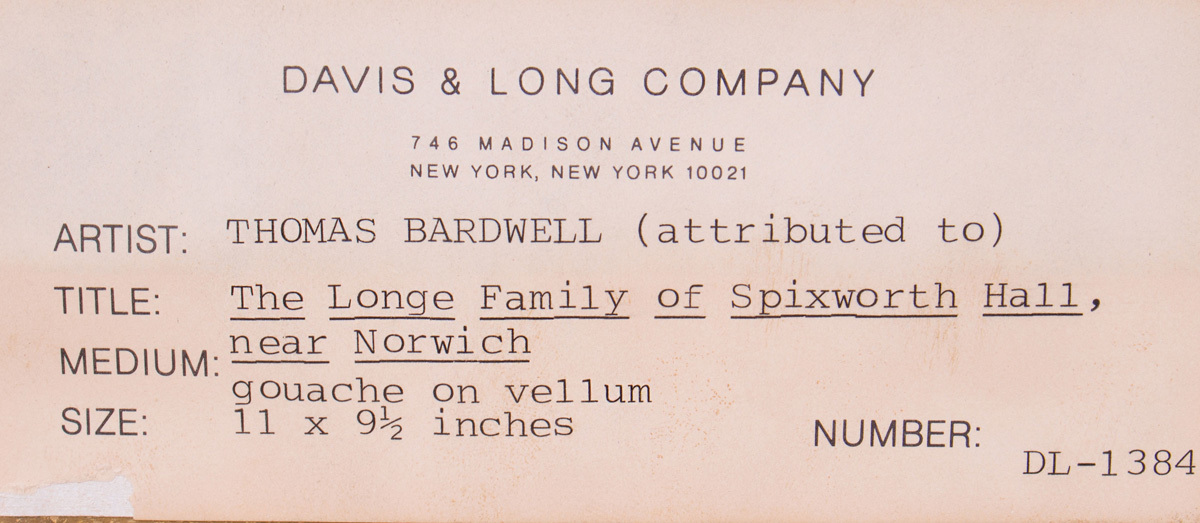 DAVIS & LONG COMPANY
746 MADISON AVENUE
NEW YORK, NEW YORK 10021
ARTIST: THOMAS BARDWELL (attributed to)
TITLE: The Longe Family of Spixworth Hall,
near Norwich
MEDIUM: gouache on vellum
SIZE: 11 x 9½ inches
NUMBER: DL-1384